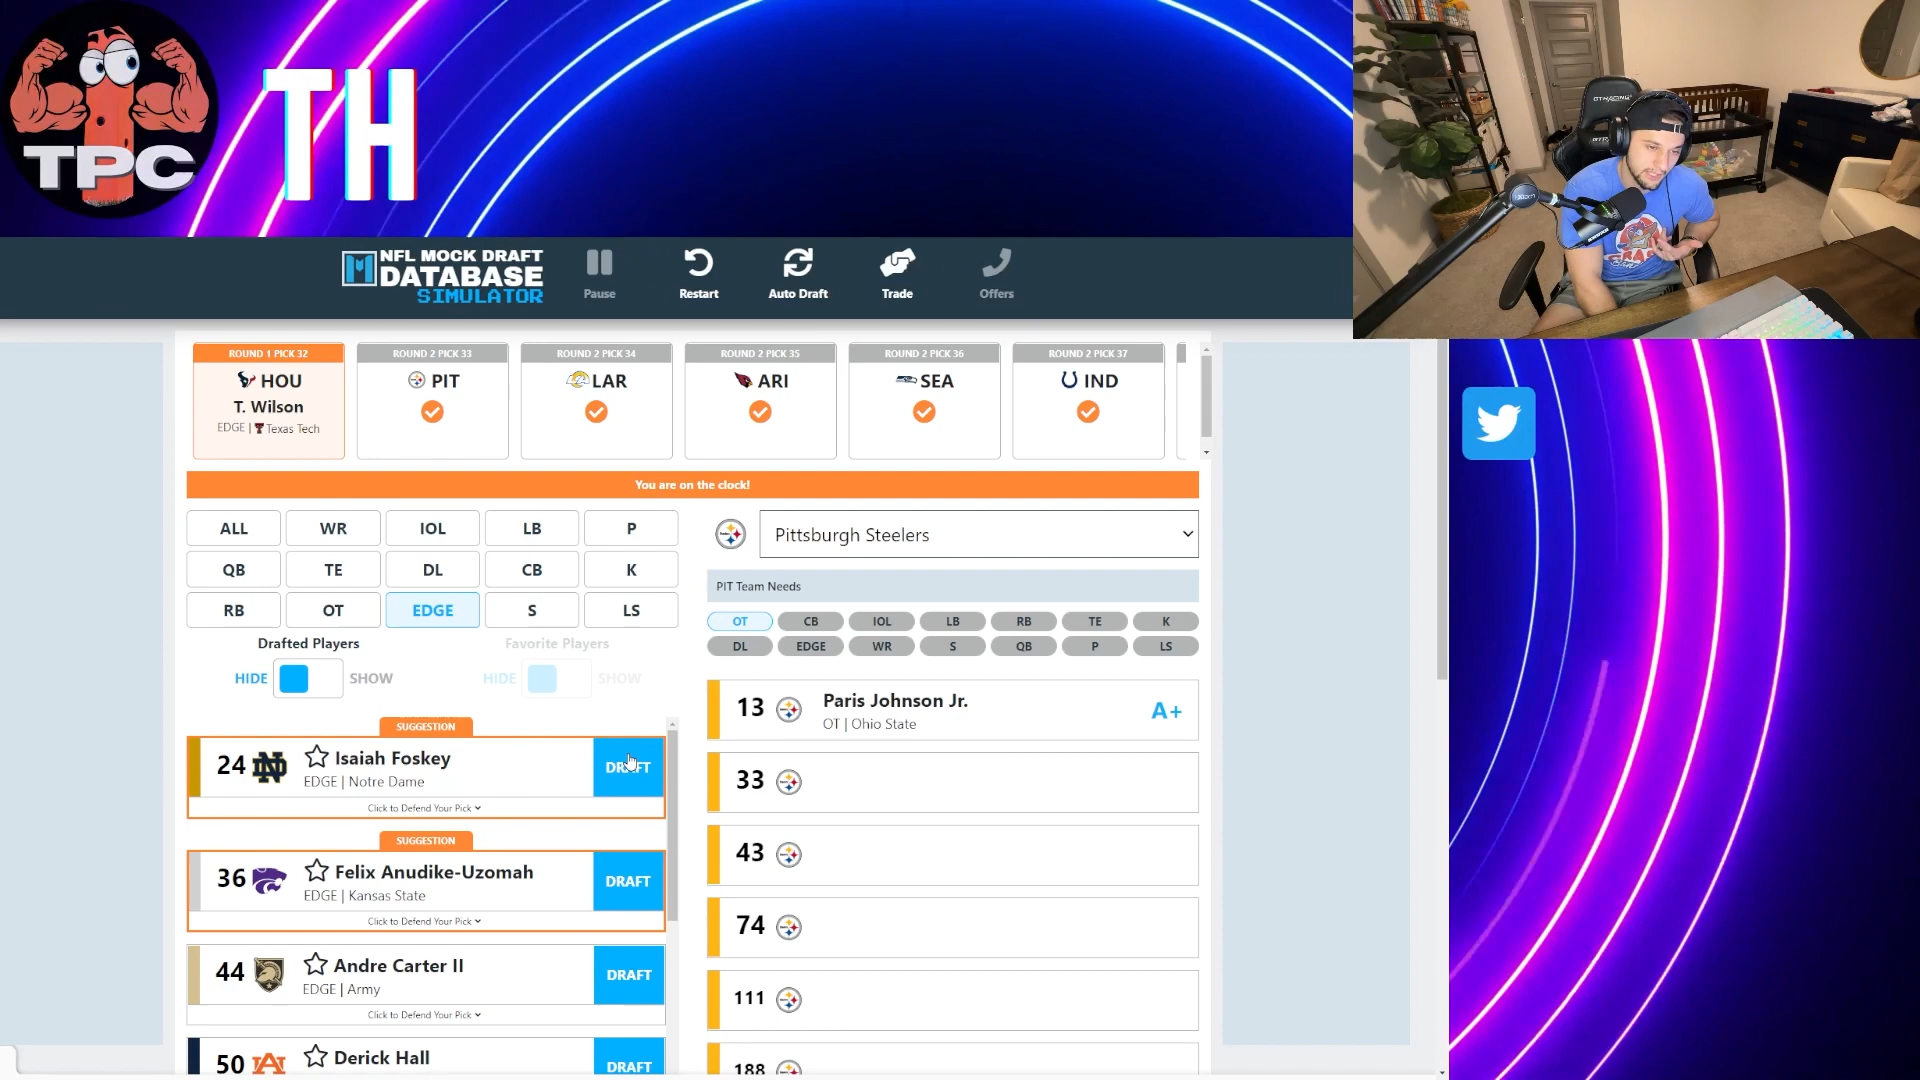 TPC
TH
NFL MOCK DRAFT
DATABASE
SIMULATOR
Pause
Restart
Auto Draft
Trade
Offers
ROUND 1 PICK 32
HOU
T. Wilson
EDGE | Texas Tech
ROUND 2 PICK 33
PIT
ROUND 2 PICK 34
LAR
ROUND 2 PICK 35
ARI
ROUND 2 PICK 36
SEA
ROUND 2 PICK 37
IND
You are on the clock!
ALL WR IOL LB P
QB TE DL CB K
RB OT EDGE S LS
Drafted Players
HIDE SHOW
Favorite Players
HIDE SHOW
SUGGESTION
24 Isaiah Foskey
EDGE | Notre Dame
DRAFT
Click to Defend Your Pick
SUGGESTION
36 Felix Anudike-Uzomah
EDGE | Kansas State
DRAFT
Click to Defend Your Pick
44 Andre Carter II
EDGE | Army
DRAFT
Click to Defend Your Pick
50 Derick Hall
DRAFT
Pittsburgh Steelers
PIT Team Needs
OT CB IOL LB RB TE K
DL EDGE WR S QB P LS
13 Paris Johnson Jr.
OT | Ohio State
A+
33
43
74
111
188